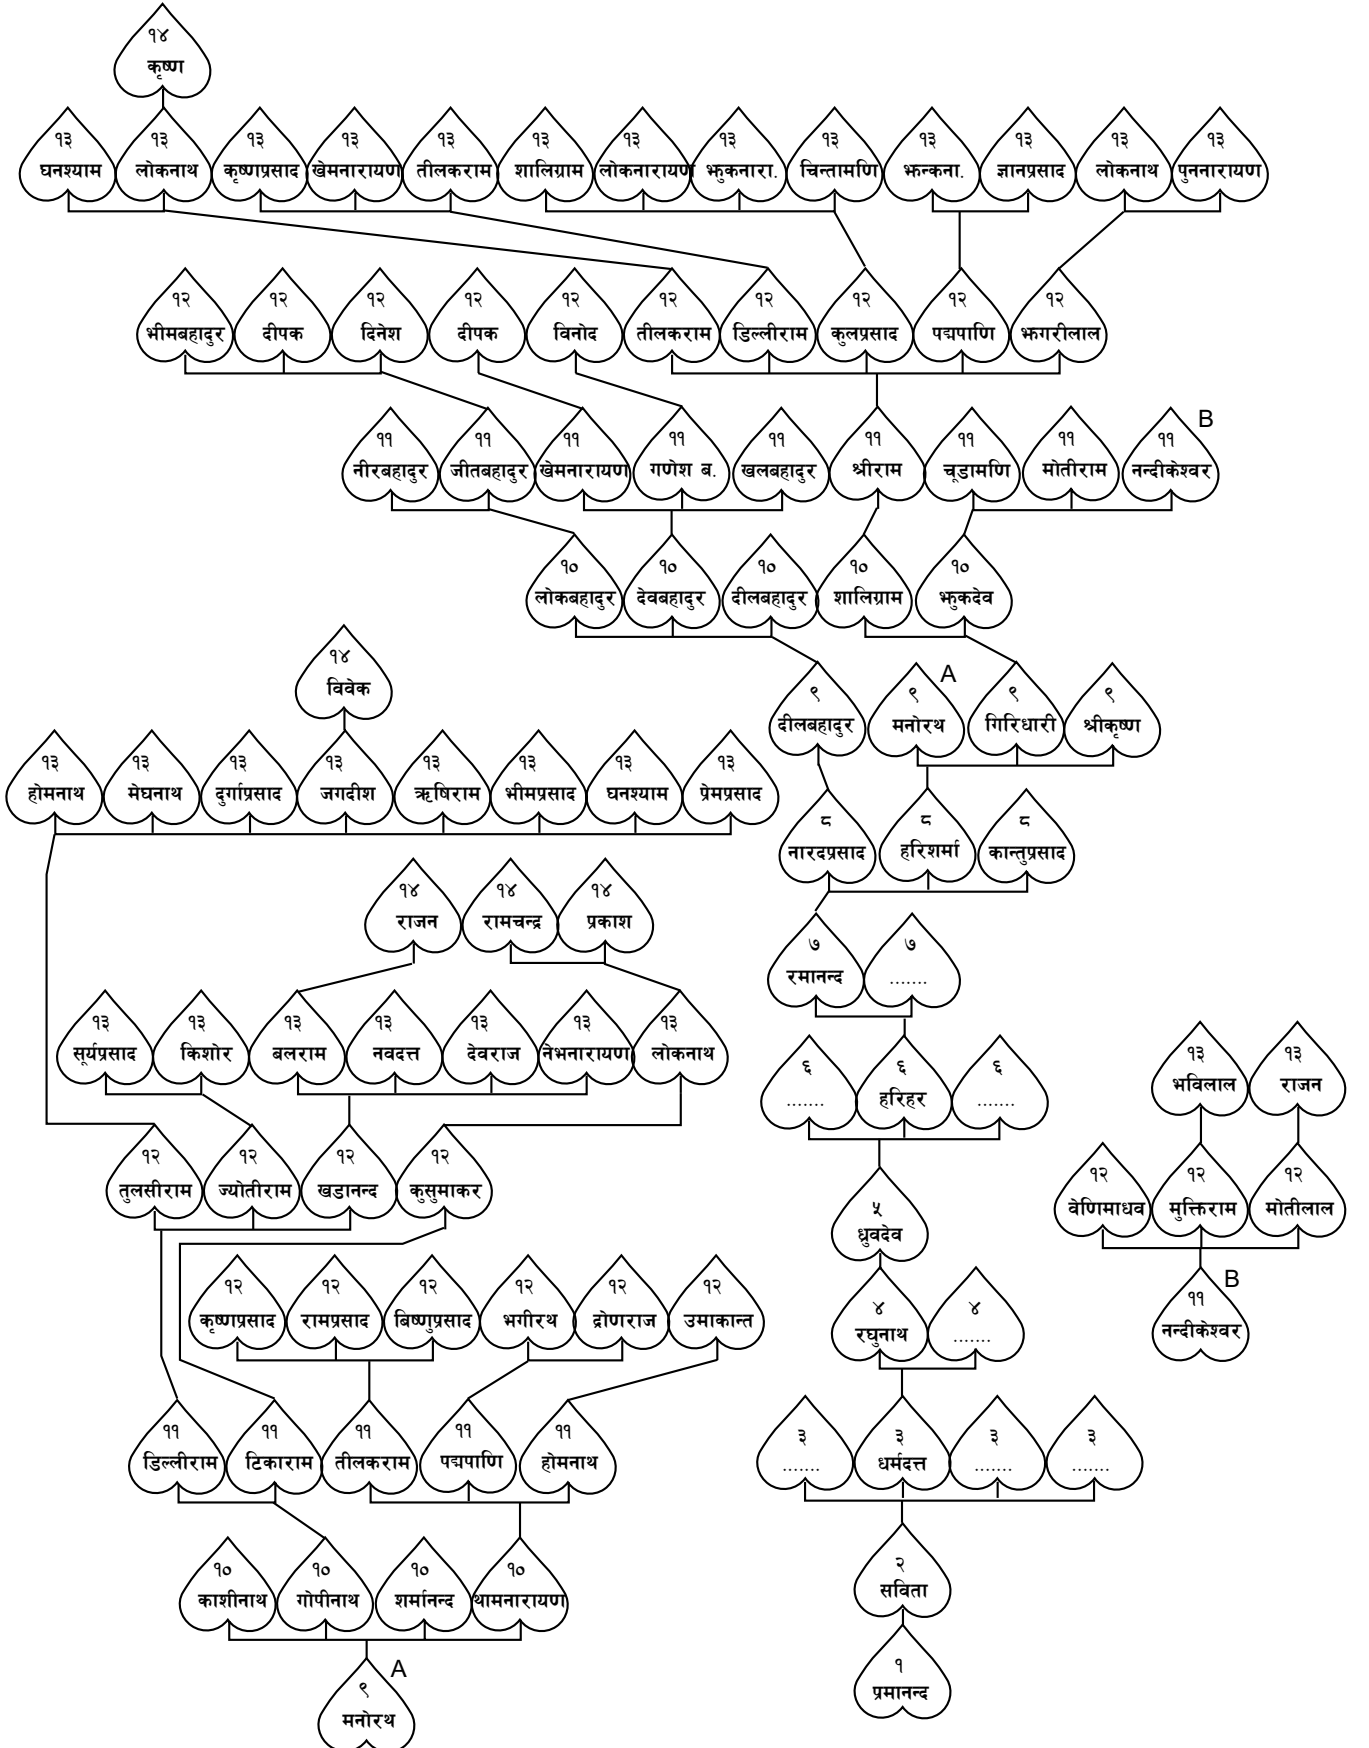 १४
कृष्ण
१३ १३ १३ १३ १३ १३ १३ १३ १३ १३ १३ १३ १३
घनश्याम लोकनाथ कृष्णप्रसाद खेमनारायण तीलकराम शालिग्राम लोकनारायण झुकनारा. चिन्तामणि झन्कना. ज्ञानप्रसाद लोकनाथ पुननारायण
१२ १२ १२ १२ १२ १२ १२ १२ १२ १२
भीमबहादुर दीपक दिनेश दीपक विनोद तीलकराम डिल्लीराम कुलप्रसाद पद्मपाणि झगरीलाल
११ ११ ११ ११ ११ ११ ११ ११ ११ B
नीरबहादुर जीतबहादुर खेमनारायण गणेश ब. खलबहादुर श्रीराम चूडामणि मोतीराम नन्दीकेश्वर
१० १० १० १० १०
लोकबहादुर देवबहादुर दीलबहादुर शालिग्राम झुकदेव
९ ९ A ९ ९
दीलबहादुर मनोरथ गिरिधारी श्रीकृष्ण
८ ८ ८
नारदप्रसाद हरिशर्मा कान्तुप्रसाद
७ ७
रमानन्द .......
६ ६ ६
....... हरिहर .......
५
ध्रुवदेव
४ ४
रघुनाथ .......
३ ३ ३ ३
....... धर्मदत्त ....... .......
२
सविता
१
प्रमानन्द
१४
विवेक
१३ १३ १३ १३ १३ १३ १३ १३
होमनाथ मेघनाथ दुर्गाप्रसाद जगदीश ऋषिराम भीमप्रसाद घनश्याम प्रेमप्रसाद
१४ १४ १४
राजन रामचन्द्र प्रकाश
१३ १३ १३ १३ १३ १३ १३
सूर्यप्रसाद किशोर बलराम नवदत्त देवराज नेभनारायण लोकनाथ
१२ १२ १२ १२
तुलसीराम ज्योतीराम खडानन्द कुसुमाकर
१२ १२ १२ १२ १२ १२
कृष्णप्रसाद रामप्रसाद बिष्णुप्रसाद भगीरथ द्रोणराज उमाकान्त
११ ११ ११ ११ ११
डिल्लीराम टिकाराम तीलकराम पद्मपाणि होमनाथ
१० १० १० १०
काशीनाथ गोपीनाथ शर्मानन्द थामनारायण
९ A
मनोरथ
१३ १३
भविलाल राजन
१२ १२ १२
वेणिमाधव मुक्तिराम मोतीलाल
११ B
नन्दीकेश्वर